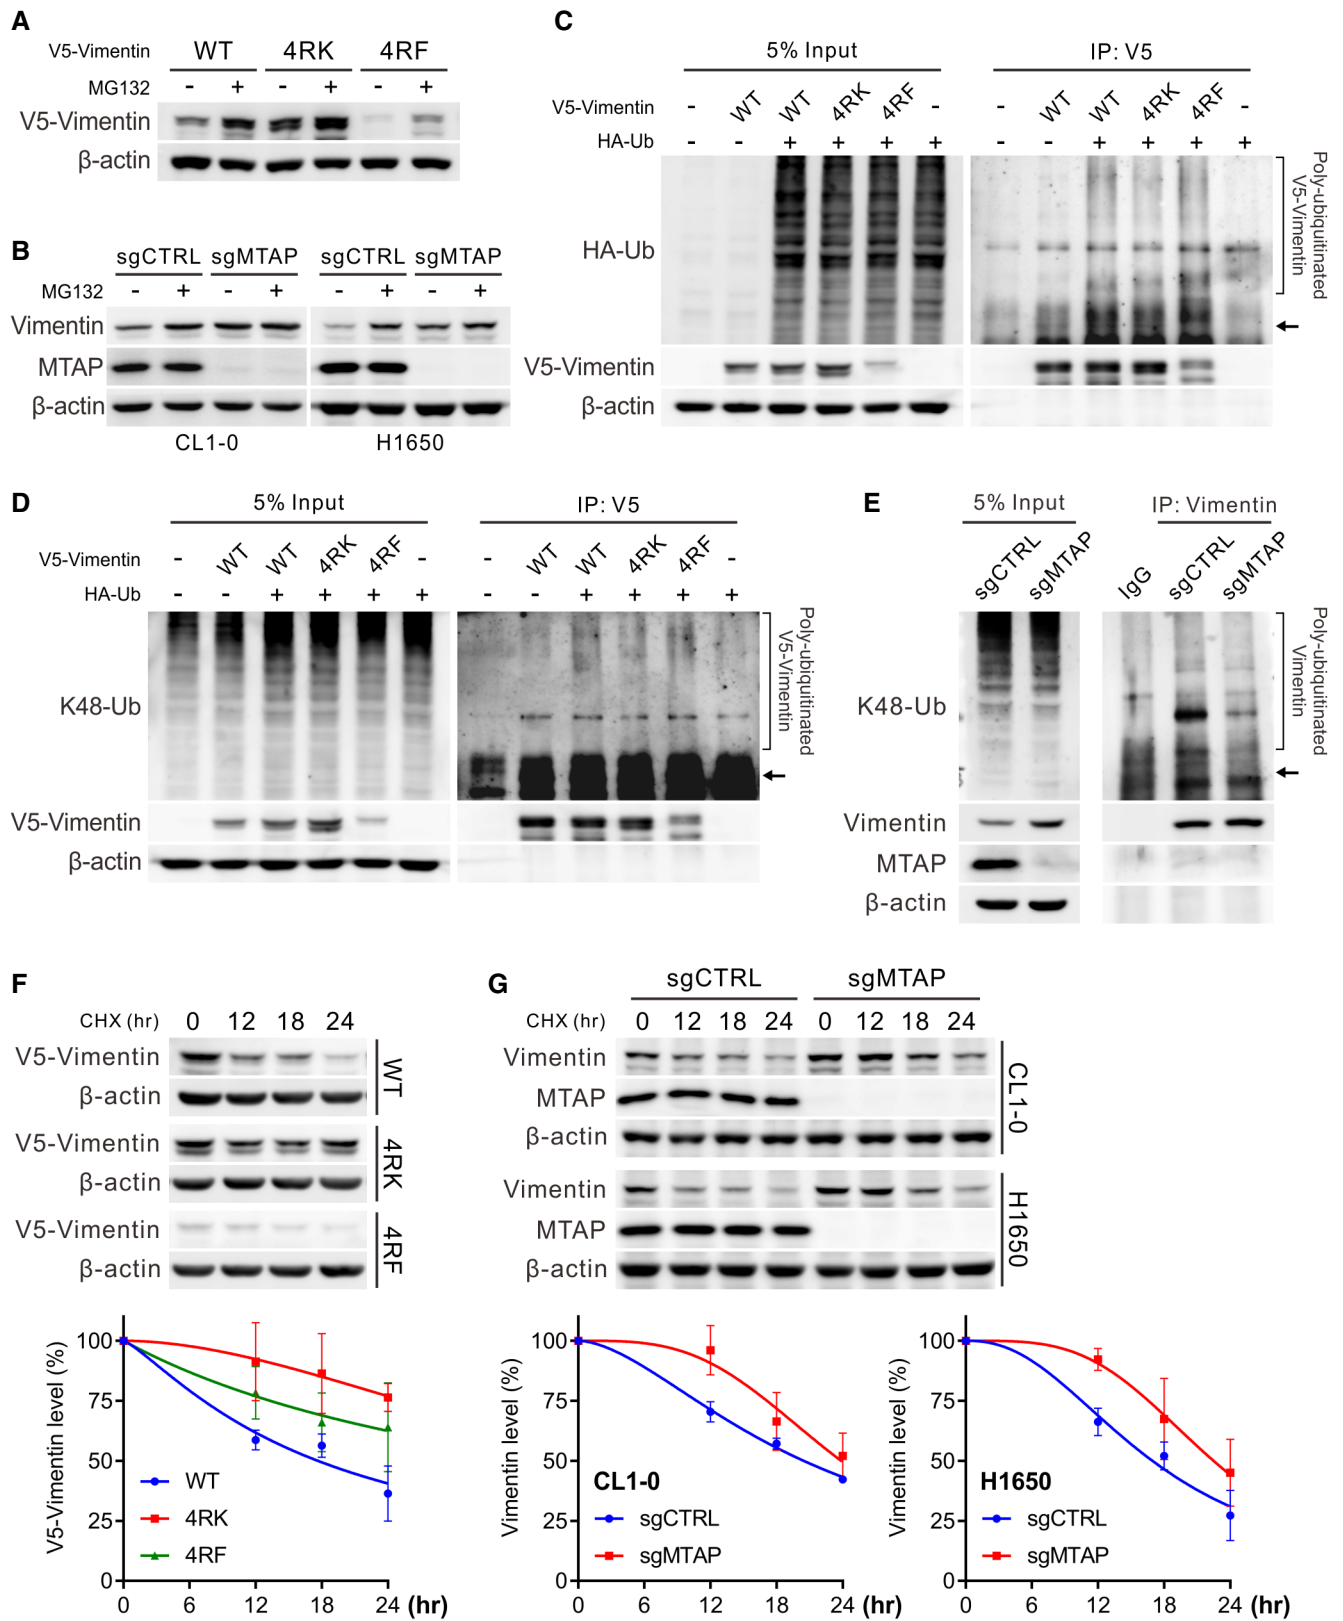 A
V5-Vimentin WT 4RK 4RF
MG132 - + - + - +
V5-Vimentin
β-actin
B
sgCTRL sgMTAP sgCTRL sgMTAP
MG132 - + - + - + - +
Vimentin
MTAP
β-actin
CL1-0 H1650
C
5% Input IP: V5
V5-Vimentin - WT WT 4RK 4RF - - WT WT 4RK 4RF -
HA-Ub - - + + + + - - + + + +
HA-Ub
Poly-ubiquitinated
V5-Vimentin
V5-Vimentin
β-actin
D
5% Input IP: V5
V5-Vimentin - WT WT 4RK 4RF - - WT WT 4RK 4RF -
HA-Ub - - + + + + - - + + + +
K48-Ub
Poly-ubiquitinated
V5-Vimentin
V5-Vimentin
β-actin
E
5% Input IP: Vimentin
sgCTRL sgMTAP IgG sgCTRL sgMTAP
K48-Ub
Poly-ubiquitinated
Vimentin
Vimentin
MTAP
β-actin
F
CHX (hr) 0 12 18 24
V5-Vimentin
β-actin
WT
V5-Vimentin
β-actin
4RK
V5-Vimentin
β-actin
4RF
V5-Vimentin level (%)
100
75
50
25
0
WT
4RK
4RF
0 6 12 18 24 (hr)
G
sgCTRL sgMTAP
CHX (hr) 0 12 18 24 0 12 18 24
Vimentin
MTAP
β-actin
CL1-0
Vimentin
MTAP
β-actin
H1650
Vimentin level (%)
100
75
50
25
0
CL1-0
sgCTRL
sgMTAP
0 6 12 18 24 (hr)
Vimentin level (%)
100
75
50
25
0
H1650
sgCTRL
sgMTAP
0 6 12 18 24 (hr)